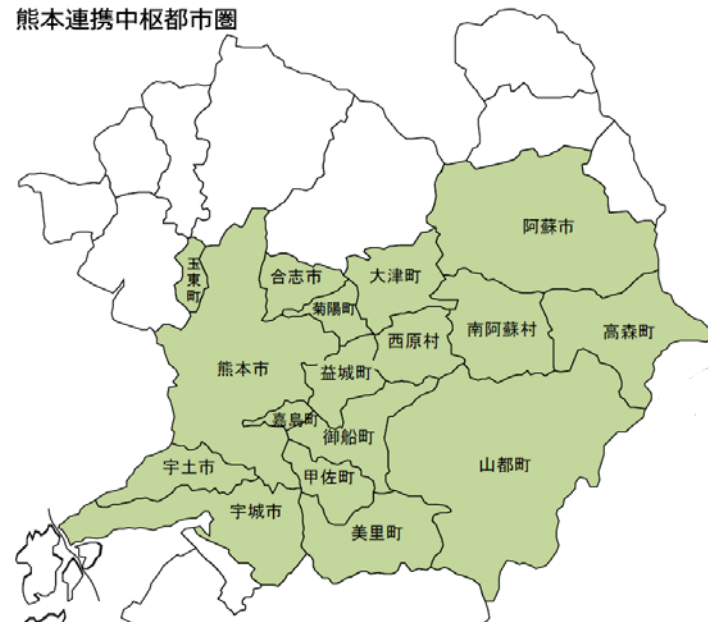 熊本連携中枢都市圏
阿蘇市
玉東町
合志市
大津町
菊陽町
南阿蘇村
高森町
西原村
熊本市
益城町
嘉島町
御船町
宇土市
甲佐町
山都町
宇城市
美里町